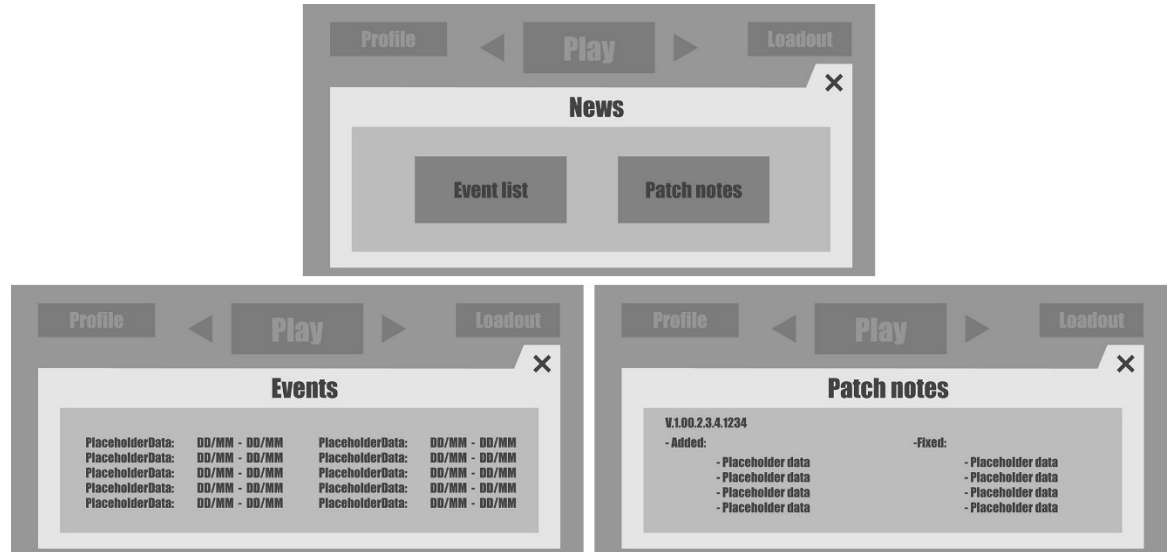 Profile
Play
Loadout
News
Event list
Patch notes
Profile
Play
Loadout
Events
PlaceholderData: DD/MM - DD/MM PlaceholderData: DD/MM - DD/MM
PlaceholderData: DD/MM - DD/MM PlaceholderData: DD/MM - DD/MM
PlaceholderData: DD/MM - DD/MM PlaceholderData: DD/MM - DD/MM
PlaceholderData: DD/MM - DD/MM PlaceholderData: DD/MM - DD/MM
PlaceholderData: DD/MM - DD/MM PlaceholderData: DD/MM - DD/MM
Profile
Play
Loadout
Patch notes
V.1.00.2.3.4.1234
- Added:
- Placeholder data
- Placeholder data
- Placeholder data
- Placeholder data
-Fixed:
- Placeholder data
- Placeholder data
- Placeholder data
- Placeholder data